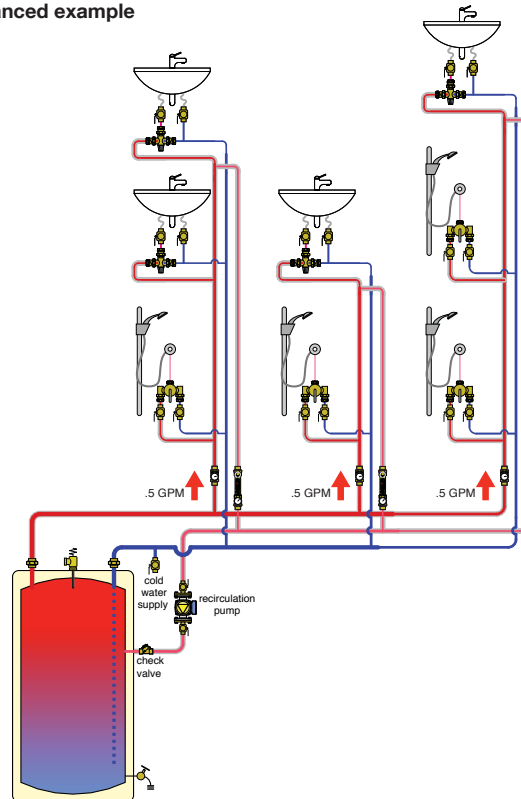 anced example
.5 GPM
.5 GPM
.5 GPM
cold
water
supply
recirculation
pump
check
valve